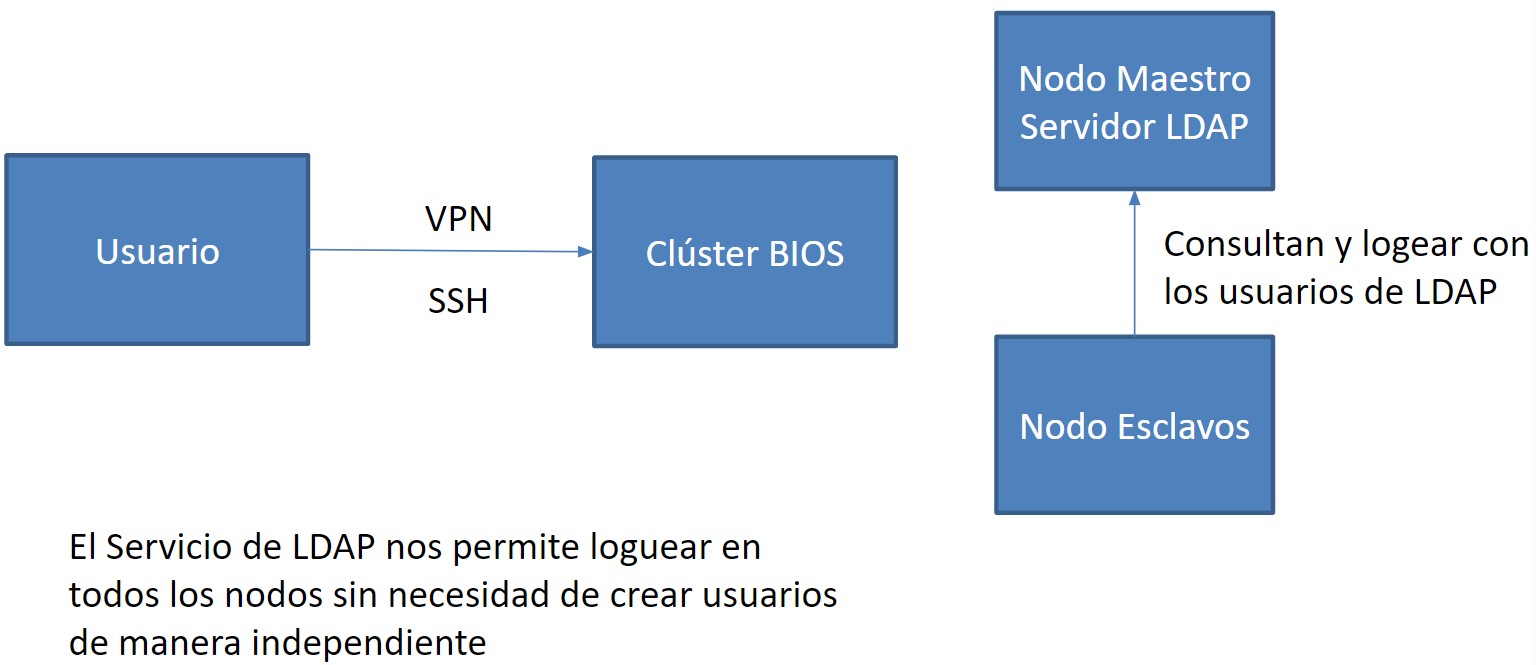 Usuario
VPN
SSH
Clúster BIOS
Nodo Maestro
Servidor LDAP
Consultan y logear con
los usuarios de LDAP
Nodo Esclavos
El Servicio de LDAP nos permite loguear en
todos los nodos sin necesidad de crear usuarios
de manera independiente